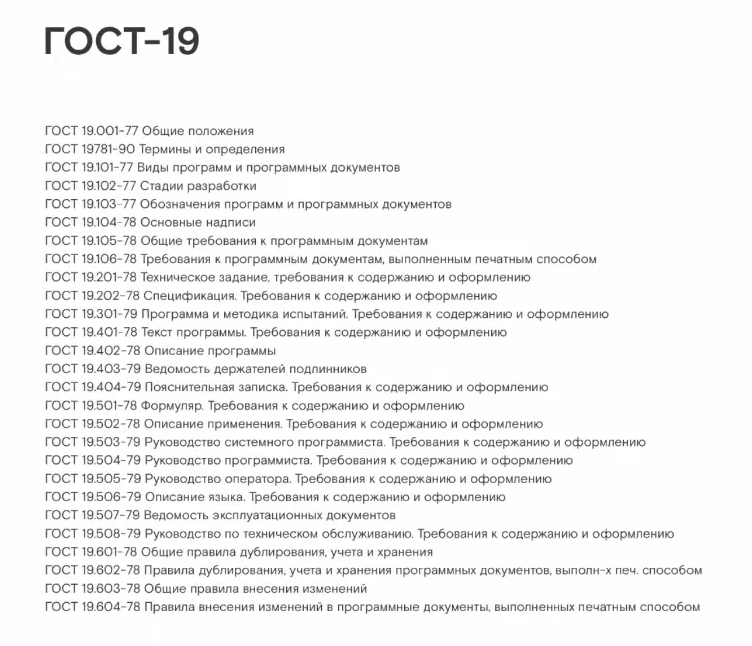 ГОСТ-19
ГОСТ 19.001-77 Общие положения
ГОСТ 19781-90 Термины и определения
ГОСТ 19.101-77 Виды программ и программных документов
ГОСТ 19.102-77 Стадии разработки
ГОСТ 19.103-77 Обозначения программ и программных документов
ГОСТ 19.104-78 Основные надписи
ГОСТ 19.105-78 Общие требования к программным документам
ГОСТ 19.106-78 Требования к программным документам, выполненным печатным способом
ГОСТ 19.201-78 Техническое задание, требования к содержанию и оформлению
ГОСТ 19.202-78 Спецификация. Требования к содержанию и оформлению
ГОСТ 19.301-79 Программа и методика испытаний. Требования к содержанию и оформлению
ГОСТ 19.401-78 Текст программы. Требования к содержанию и оформлению
ГОСТ 19.402-78 Описание программы
ГОСТ 19.403-79 Ведомость держателей подлинников
ГОСТ 19.404-79 Пояснительная записка. Требования к содержанию и оформлению
ГОСТ 19.501-78 Формуляр. Требования к содержанию и оформлению
ГОСТ 19.502-78 Описание применения. Требования к содержанию и оформлению
ГОСТ 19.503-79 Руководство системного программиста. Требования к содержанию и оформлению
ГОСТ 19.504-79 Руководство программиста. Требования к содержанию и оформлению
ГОСТ 19.505-79 Руководство оператора. Требования к содержанию и оформлению
ГОСТ 19.506-79 Описание языка. Требования к содержанию и оформлению
ГОСТ 19.507-79 Ведомость эксплуатационных документов
ГОСТ 19.508-79 Руководство по техническом обслуживанию. Требования к содержанию и оформлению
ГОСТ 19.601-78 Общие правила дублирования, учета и хранения
ГОСТ 19.602-78 Правила дублирования, учета и хранения программных документов, выполн-х печ. способом
ГОСТ 19.603-78 Общие правила внесения изменений
ГОСТ 19.604-78 Правила внесения изменений в программные документы, выполненных печатным способом